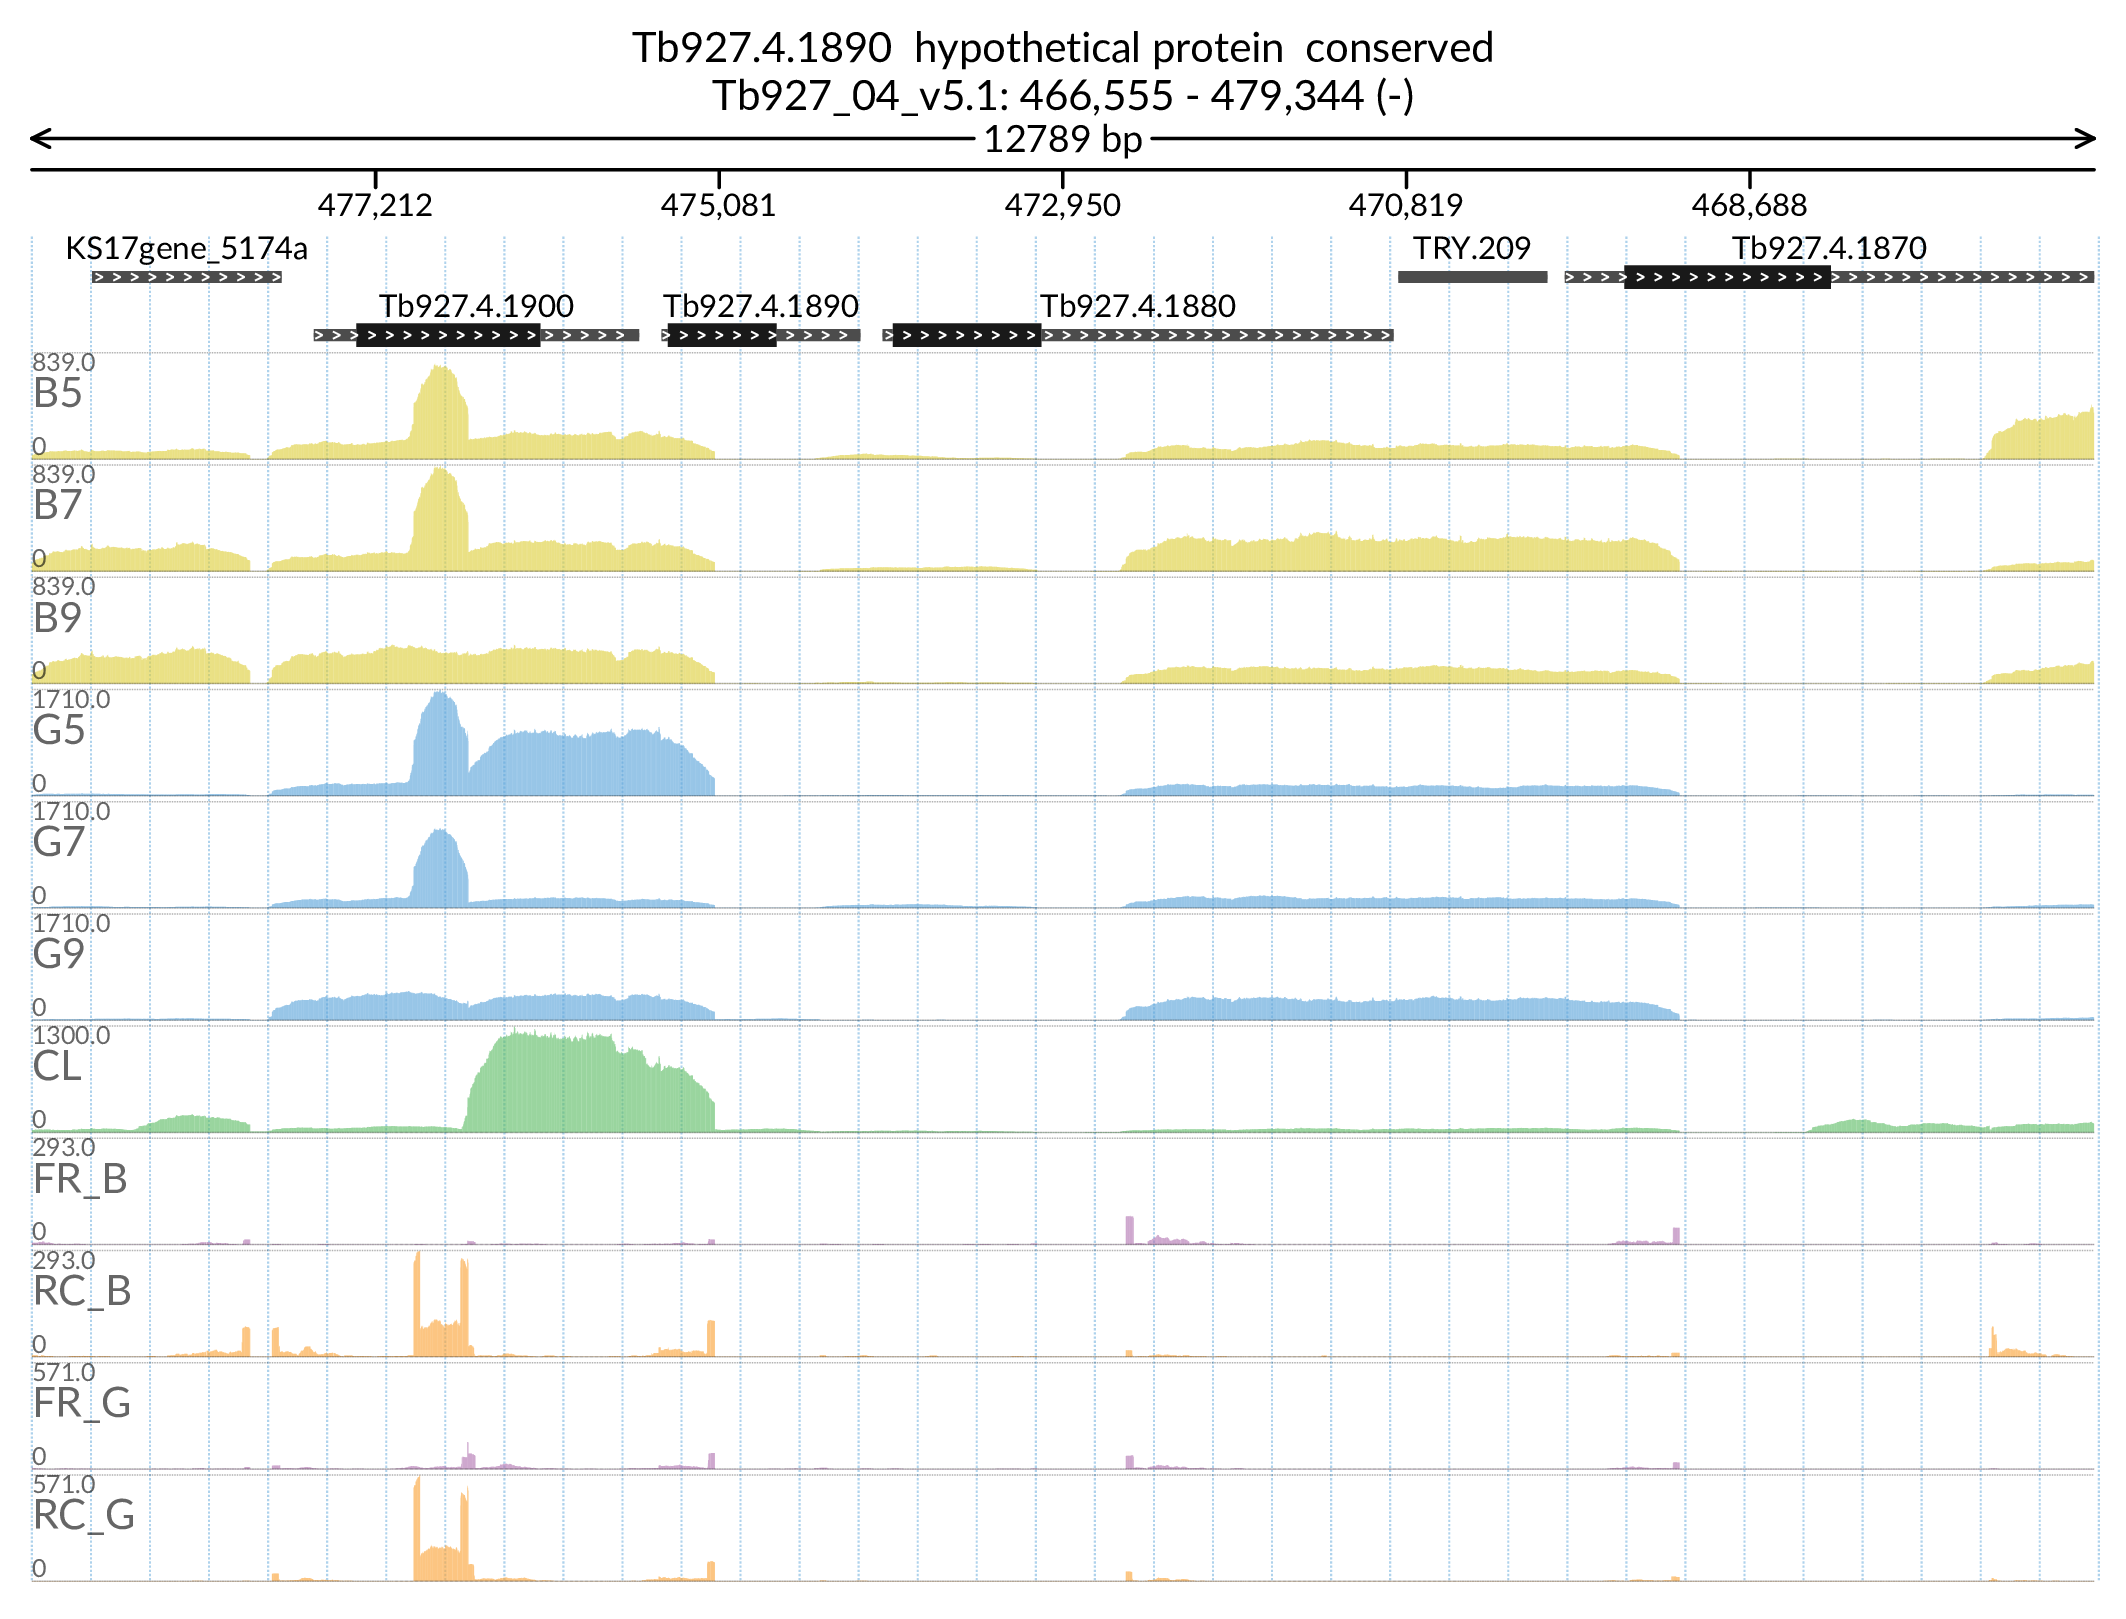 Tb927.4.1890  hypothetical protein  conserved
Tb927_04_v5.1: 466,555 - 479,344 (-)
12789 bp
477,212 475,081 472,950 470,819 468,688
KS17gene_5174a TRY.209 Tb927.4.1870
Tb927.4.1900 Tb927.4.1890 Tb927.4.1880
839.0
B5
0
839.0
B7
0
839.0
B9
0
1710.0
G5
0
1710.0
G7
0
1710.0
G9
0
1300.0
CL
0
293.0
FR_B
0
293.0
RC_B
0
571.0
FR_G
0
571.0
RC_G
0